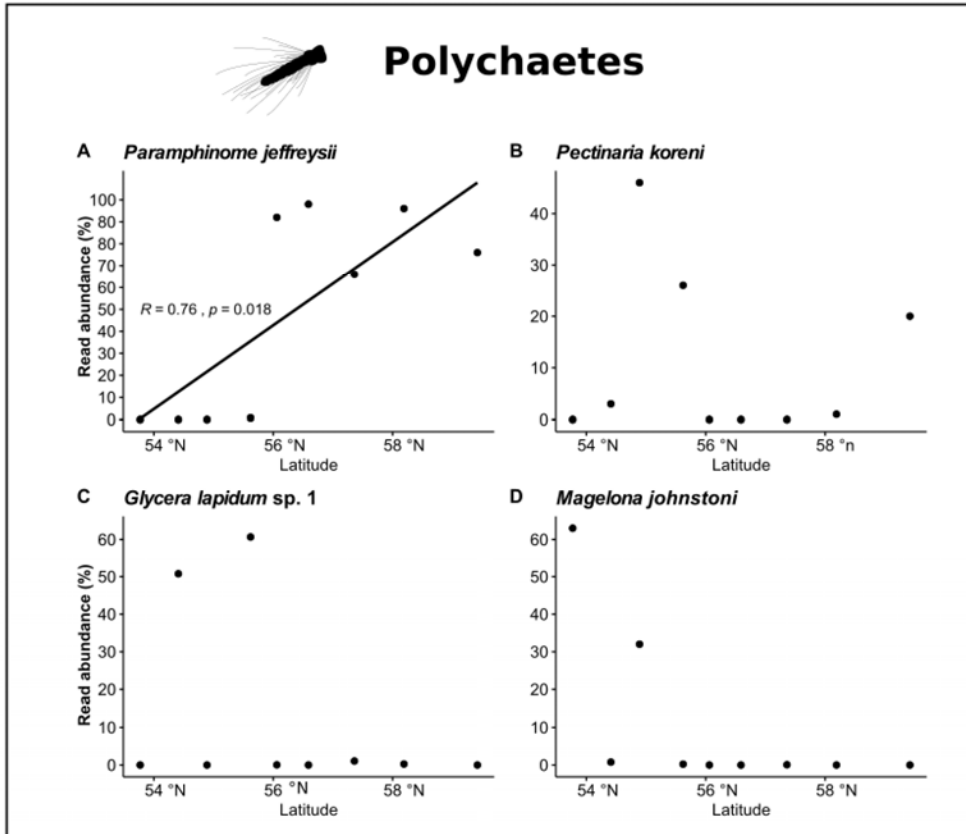 Polychaetes
A Paramphinome jeffreysii
Read abundance (%)
100
90
80
70
60
50
40
30
20
10
0
R = 0.76 , p = 0.018
54 °N
56 °N
58 °N
Latitude
B Pectinaria koreni
40
30
20
10
0
54 °N
56 °N
58 °n
Latitude
C Glycera lapidum sp. 1
Read abundance (%)
60
50
40
30
20
10
0
54 °N
56 °N
58 °N
Latitude
D Magelona johnstoni
60
50
40
30
20
10
0
54 °N
56 °N
58 °N
Latitude